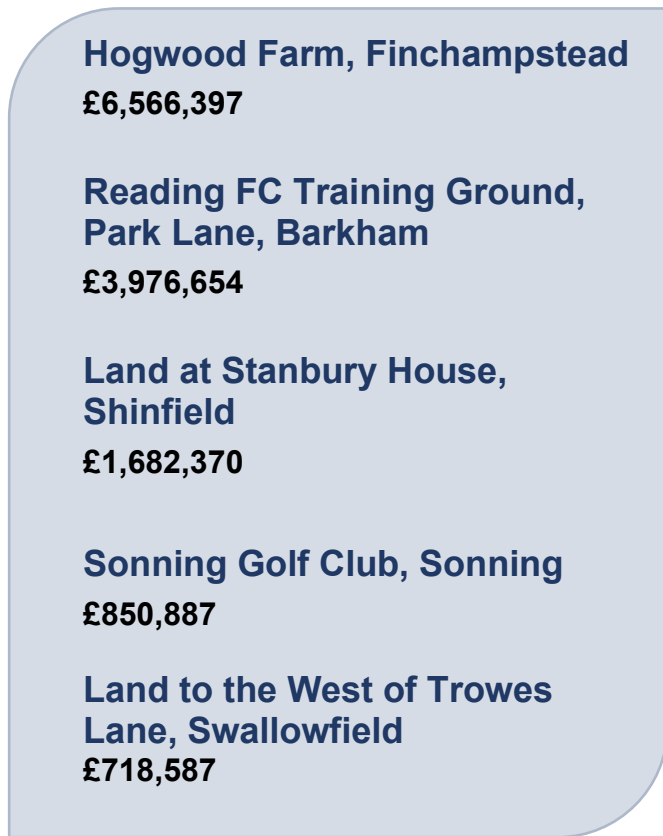 Hogwood Farm, Finchampstead
£6,566,397
Reading FC Training Ground,
Park Lane, Barkham
£3,976,654
Land at Stanbury House,
Shinfield
£1,682,370
Sonning Golf Club, Sonning
£850,887
Land to the West of Trowes
Lane, Swallowfield
£718,587